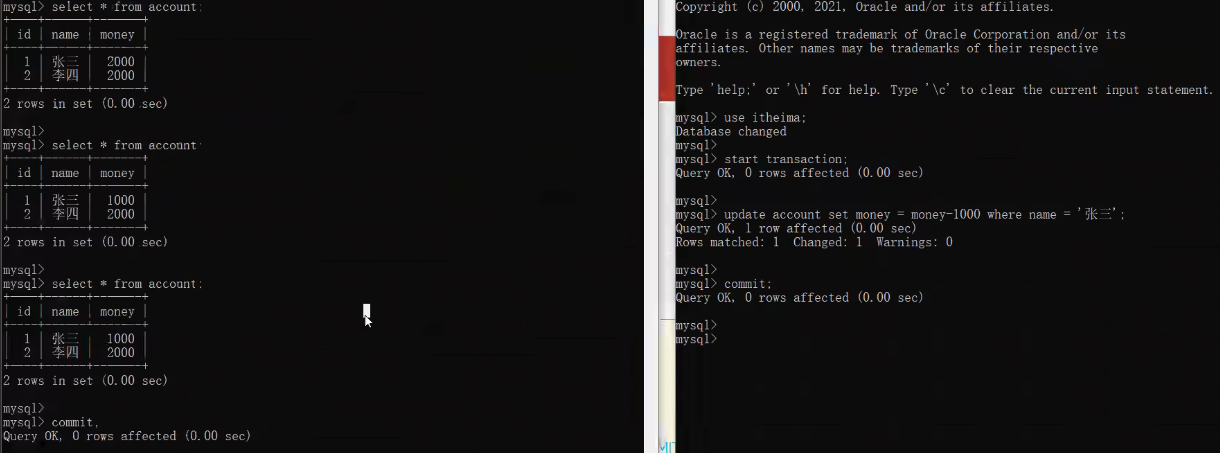 mysql> select * from account;
+----+------+-------+
| id | name | money |
+----+------+-------+
| 1 | 张三 | 2000 |
| 2 | 李四 | 2000 |
+----+------+-------+
2 rows in set (0.00 sec)
mysql>
mysql> select * from account;
+----+------+-------+
| id | name | money |
+----+------+-------+
| 1 | 张三 | 1000 |
| 2 | 李四 | 2000 |
+----+------+-------+
2 rows in set (0.00 sec)
mysql>
mysql> select * from account;
+----+------+-------+
| id | name | money |
+----+------+-------+
| 1 | 张三 | 1000 |
| 2 | 李四 | 2000 |
+----+------+-------+
2 rows in set (0.00 sec)
mysql>
mysql> commit;
Query OK, 0 rows affected (0.00 sec)
Copyright (c) 2000, 2021, Oracle and/or its affiliates.
Oracle is a registered trademark of Oracle Corporation and/or its
affiliates. Other names may be trademarks of their respective
owners.
Type 'help;' or '\h' for help. Type '\c' to clear the current input statement.
mysql> use itheima;
Database changed
mysql>
mysql> start transaction;
Query OK, 0 rows affected (0.00 sec)
mysql>
mysql> update account set money = money-1000 where name = '张三';
Query OK, 1 row affected (0.00 sec)
Rows matched: 1 Changed: 1 Warnings: 0
mysql>
mysql> commit;
Query OK, 0 rows affected (0.00 sec)
mysql>
mysql>